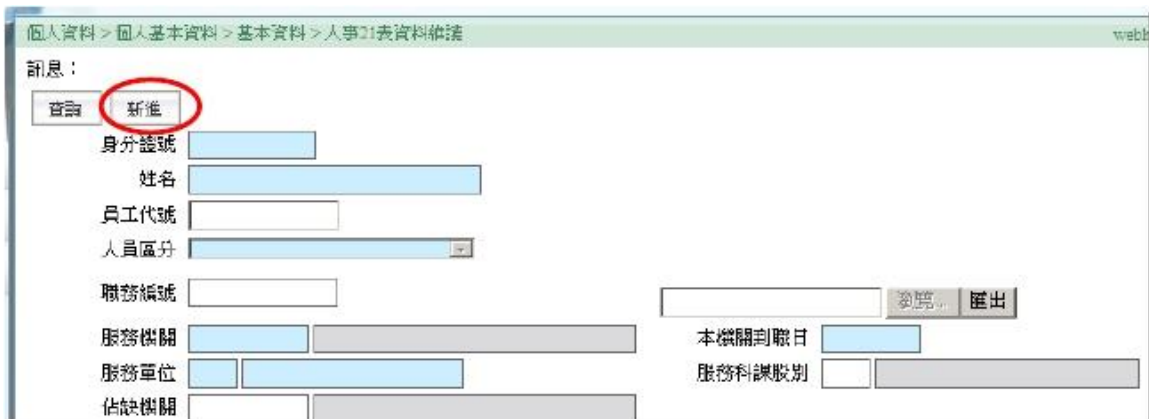 個人資料 > 個人基本資料 > 基本資料 > 人事21表資料維護 webh
訊息：
查詢 新進
身分證號
姓名
員工代號
人員區分
職務編號 瀏覽... 匯出
服務機關 本機關到職日
服務單位 服務科課股別
佔缺機關